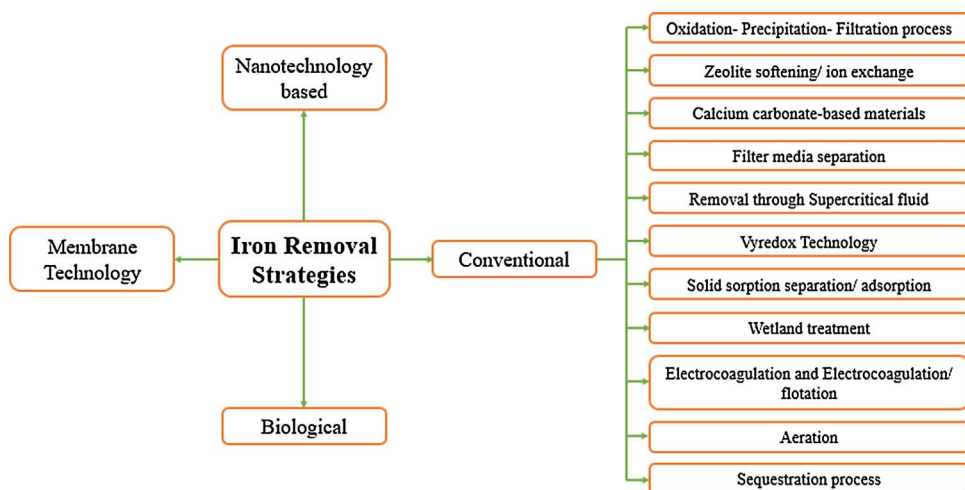 Nanotechnology
based
Membrane
Technology
Iron Removal
Strategies
Biological
Conventional
Oxidation- Precipitation- Filtration process
Zeolite softening/ ion exchange
Calcium carbonate-based materials
Filter media separation
Removal through Supercritical fluid
Vyredox Technology
Solid sorption separation/ adsorption
Wetland treatment
Electrocoagulation and Electrocoagulation/
flotation
Aeration
Sequestration process